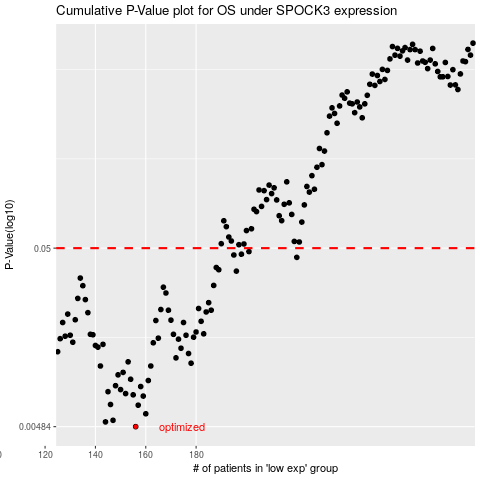 Cumulative P-Value plot for OS under SPOCK3 expression
P-Value(log10)
0.05
0.00484
optimized
0 120 140 160 180
# of patients in 'low exp' group